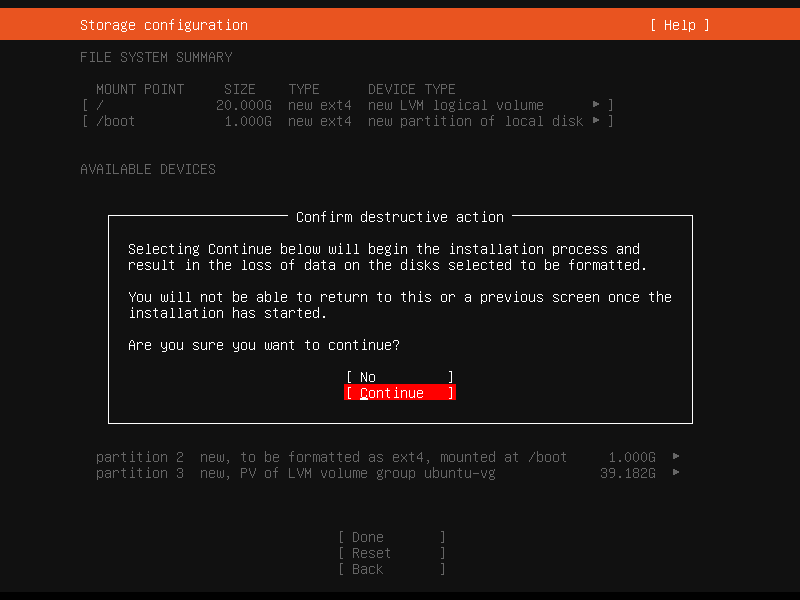 Storage configuration [ Help ]
FILE SYSTEM SUMMARY
MOUNT POINT SIZE TYPE DEVICE TYPE
[ / 20.000G new ext4 new LVM logical volume ▸ ]
[ /boot 1.000G new ext4 new partition of local disk ▸ ]
AVAILABLE DEVICES
Confirm destructive action
Selecting Continue below will begin the installation process and
result in the loss of data on the disks selected to be formatted.
You will not be able to return to this or a previous screen once the
installation has started.
Are you sure you want to continue?
[ No ]
[ Continue ]
partition 2 new, to be formatted as ext4, mounted at /boot 1.000G ▸
partition 3 new, PV of LVM volume group ubuntu-vg 39.182G ▸
[ Done ]
[ Reset ]
[ Back ]